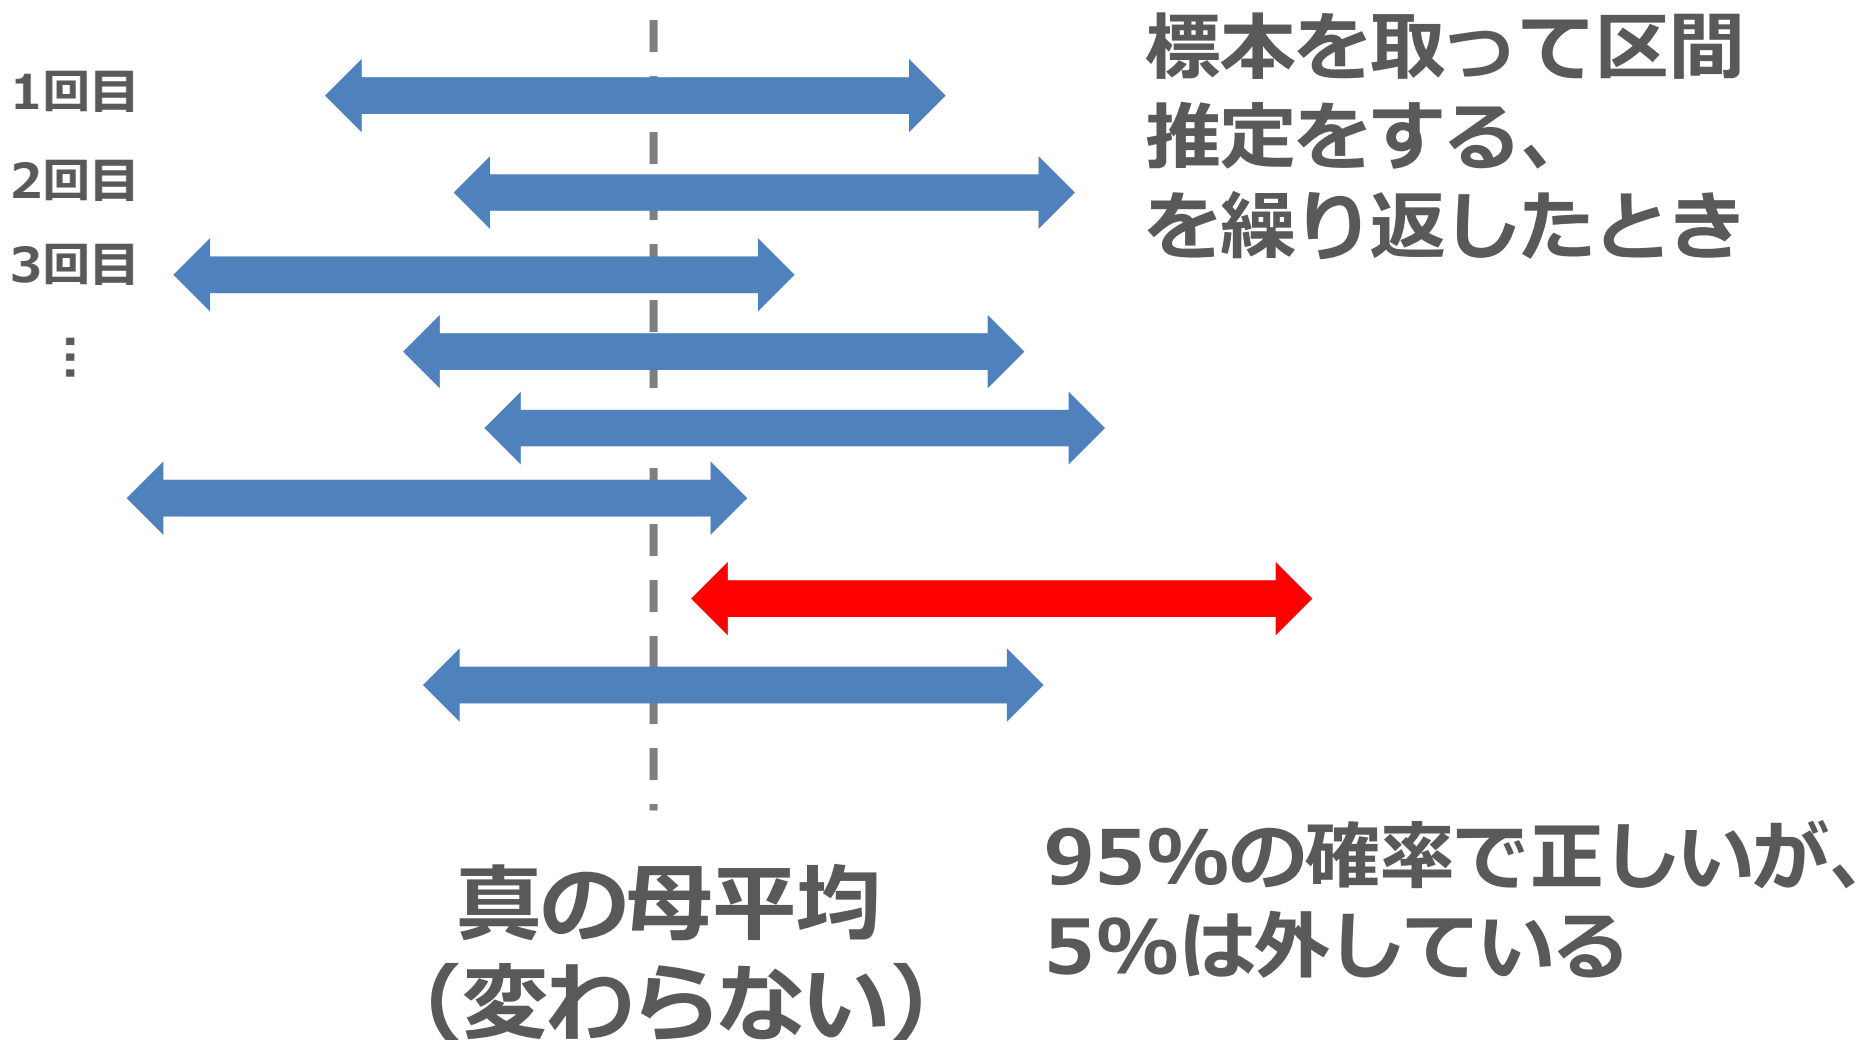 標本を取って区間
推定をする、
を繰り返したとき
1回目
2回目
3回目
…
真の母平均
（変わらない）
95%の確率で正しいが、
5%は外している